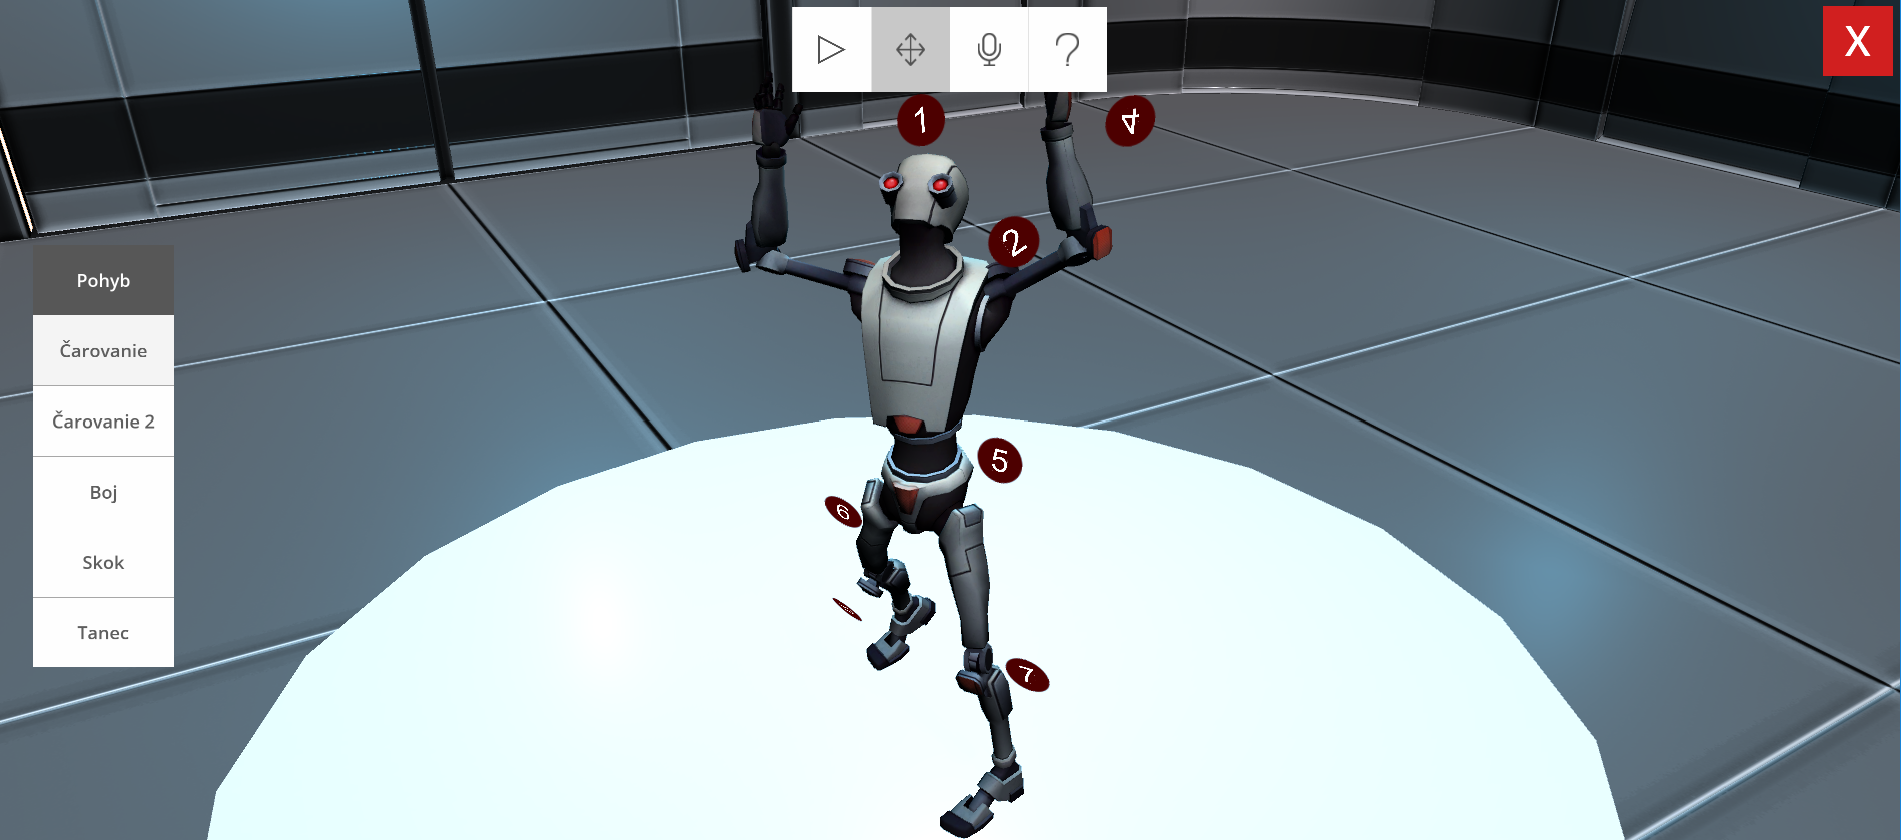 ?
X
1
4
2
Pohyb
Čarovanie
Čarovanie 2
5
Boj
6
Skok
Tanec
7